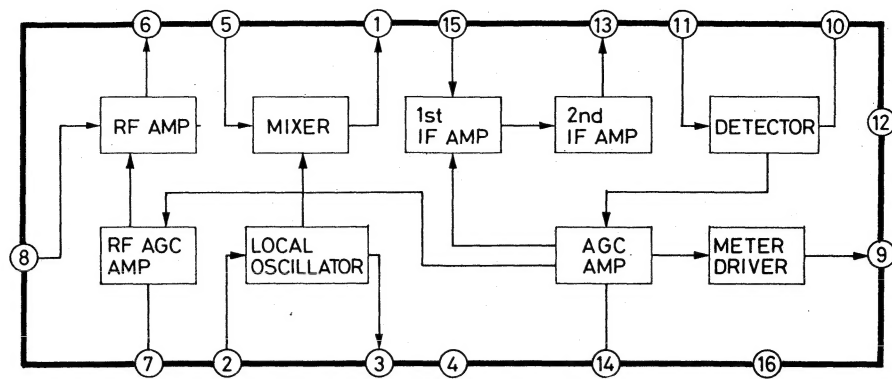 6 5 1 15 13 11 10
RF AMP
MIXER
1st
IF AMP
2nd
IF AMP
DETECTOR
12
8
RF AGC
AMP
LOCAL
OSCILLATOR
AGC
AMP
METER
DRIVER
9
7 2 3 4 14 16